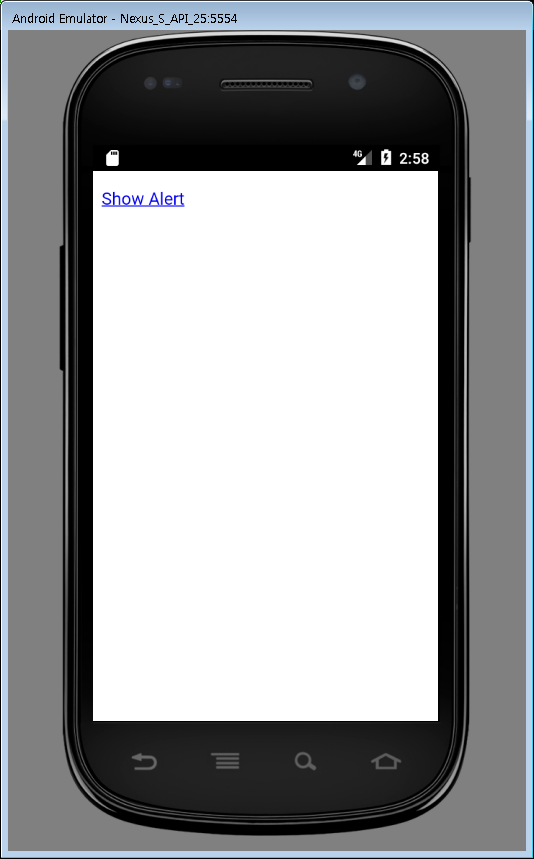 Android Emulator - Nexus_S_API_25:5554
4G 2:58
Show Alert